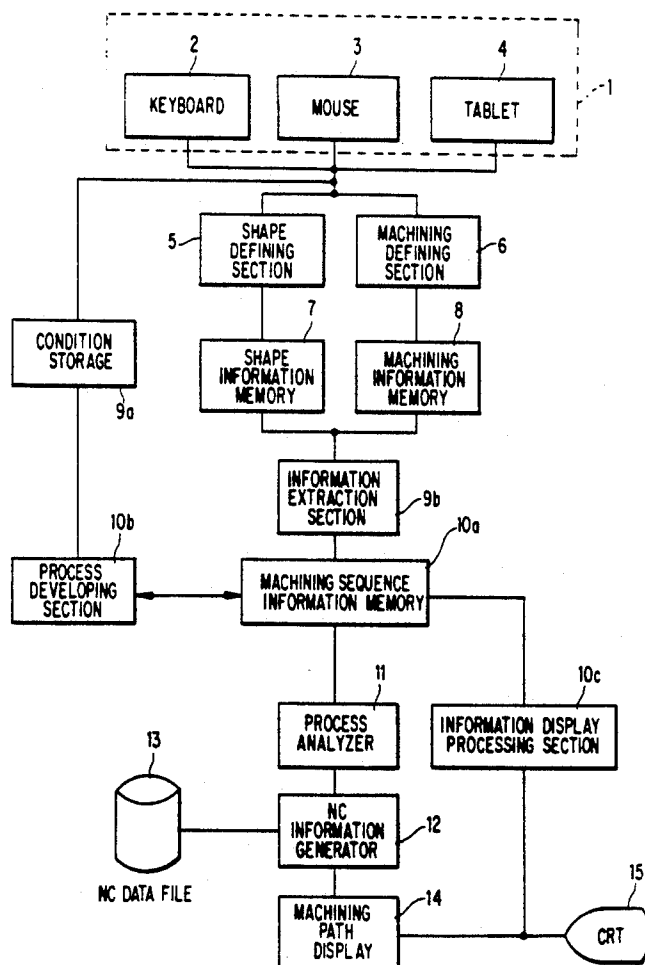 2
3
4
KEYBOARD
MOUSE
TABLET
1
5
SHAPE
DEFINING
SECTION
MACHINING
DEFINING
SECTION
6
7
8
CONDITION
STORAGE
9a
SHAPE
INFORMATION
MEMORY
MACHINING
INFORMATION
MEMORY
INFORMATION
EXTRACTION
SECTION
9b
10b
10a
PROCESS
DEVELOPING
SECTION
MACHINING SEQUENCE
INFORMATION MEMORY
11
10c
PROCESS
ANALYZER
INFORMATION DISPLAY
PROCESSING SECTION
13
NC
INFORMATION
GENERATOR
12
NC DATA FILE
14
15
MACHINING
PATH
DISPLAY
CRT